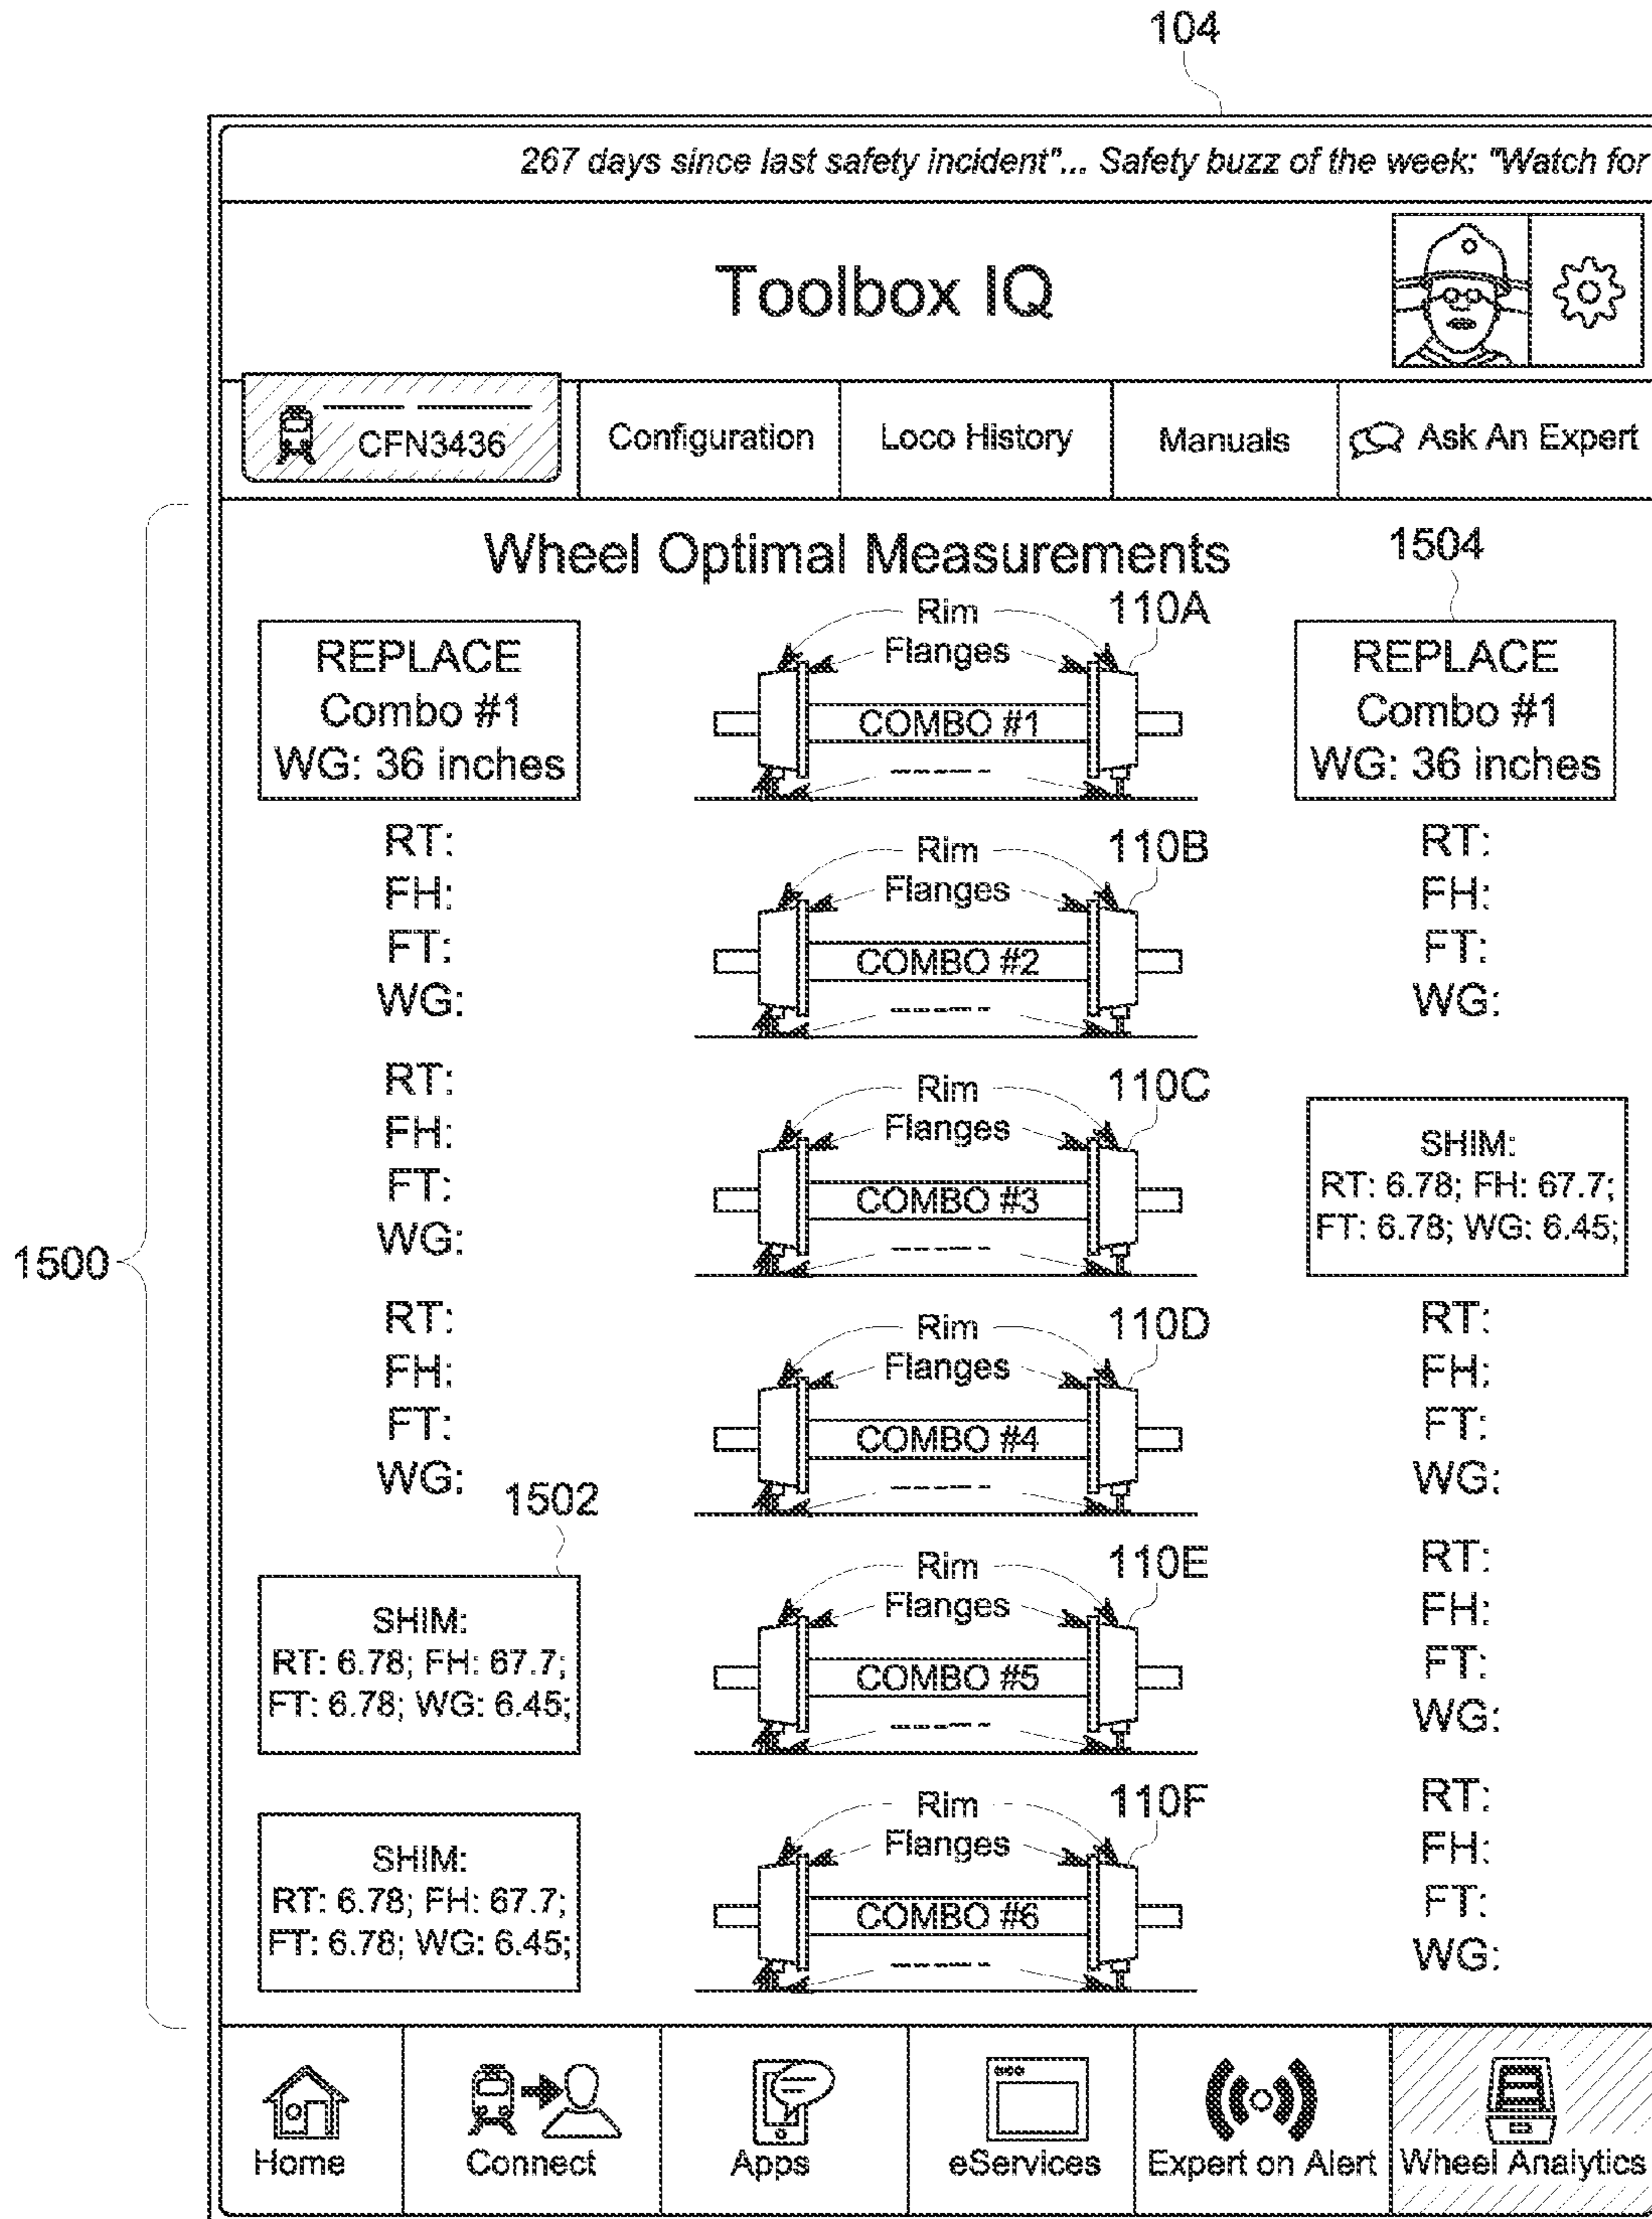 104
267 days since last safety incident"... Safety buzz of the week: "Watch for
Toolbox IQ
CFN3436
Configuration
Loco History
Manuals
Ask An Expert
1500
Wheel Optimal Measurements
1504
REPLACE
Combo #1
WG: 36 inches
Rim
Flanges
COMBO #1
110A
REPLACE
Combo #1
WG: 36 inches
RT:
FH:
FT:
WG:
Rim
Flanges
COMBO #2
110B
RT:
FH:
FT:
WG:
RT:
FH:
FT:
WG:
Rim
Flanges
COMBO #3
110C
SHIM:
RT: 6.78; FH: 67.7;
FT: 6.78; WG: 6.45;
RT:
FH:
FT:
WG:
Rim
Flanges
COMBO #4
110D
RT:
FH:
FT:
WG:
1502
SHIM:
RT: 6.78; FH: 67.7;
FT: 6.78; WG: 6.45;
Rim
Flanges
COMBO #5
110E
RT:
FH:
FT:
WG:
SHIM:
RT: 6.78; FH: 67.7;
FT: 6.78; WG: 6.45;
Rim
Flanges
COMBO #6
110F
RT:
FH:
FT:
WG:
Home
Connect
Apps
eServices
Expert on Alert
Wheel Analytics